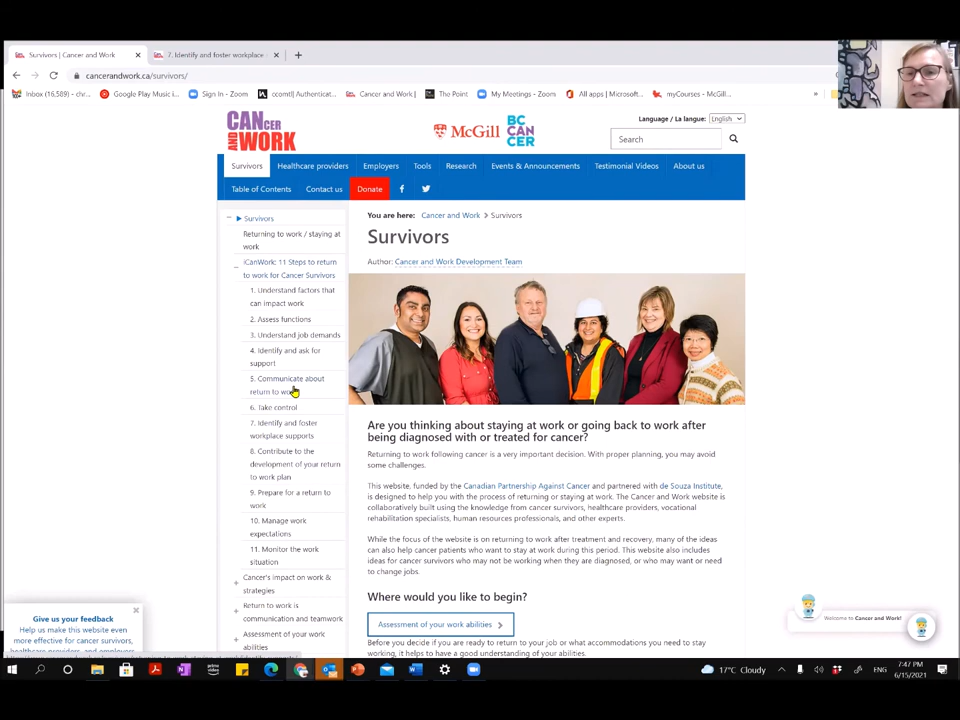 Survivors | Cancer and Work
7. Identify and foster workplace
cancerandwork.ca/survivors/
Inbox (16,589) - chr...
Google Play Music i...
Sign In - Zoom
ccomtl| Authenticat...
Cancer and Work |
The Point
My Meetings - Zoom
All apps | Microsoft...
myCourses - McGill...
»
CANcer
AND WORK
McGill
BC
CAN
CER
Language / La langue: English
Search
Survivors
Healthcare providers
Employers
Tools
Research
Events & Announcements
Testimonial Videos
About us
Table of Contents
Contact us
Donate
Survivors
Returning to work / staying at
work
iCanWork: 11 Steps to return
to work for Cancer Survivors
1. Understand factors that
can impact work
2. Assess functions
3. Understand job demands
4. Identify and ask for
support
5. Communicate about
return to work
6. Take control
7. Identify and foster
workplace supports
8. Contribute to the
development of your return
to work plan
9. Prepare for a return to
work
10. Manage work
expectations
11. Monitor the work
situation
Cancer's impact on work &
strategies
Return to work is
communication and teamwork
Assessment of your work
abilities
You are here: Cancer and Work > Survivors
Survivors
Author: Cancer and Work Development Team
Are you thinking about staying at work or going back to work after
being diagnosed with or treated for cancer?
Returning to work following cancer is a very important decision. With proper planning, you may avoid
some challenges.
This website, funded by the Canadian Partnership Against Cancer and partnered with de Souza Institute,
is designed to help you with the process of returning or staying at work. The Cancer and Work website is
collaboratively built using the knowledge from cancer survivors, healthcare providers, vocational
rehabilitation specialists, human resources professionals, and other experts.
While the focus of the website is on returning to work after treatment and recovery, many of the ideas
can also help cancer patients who want to stay at work during this period. This website also includes
ideas for cancer survivors who may not be working when they are diagnosed, or who may want or need
to change jobs.
Where would you like to begin?
Assessment of your work abilities
Before you decide if you are ready to return to your job or what accommodations you need to stay
working, it helps to have a good understanding of your abilities.
Give us your feedback
Help us make this website even
more effective for cancer survivors,
healthcare providers, and employers
Welcome to Cancer and Work!
17°C Cloudy
ENG
7:47 PM
6/15/2021